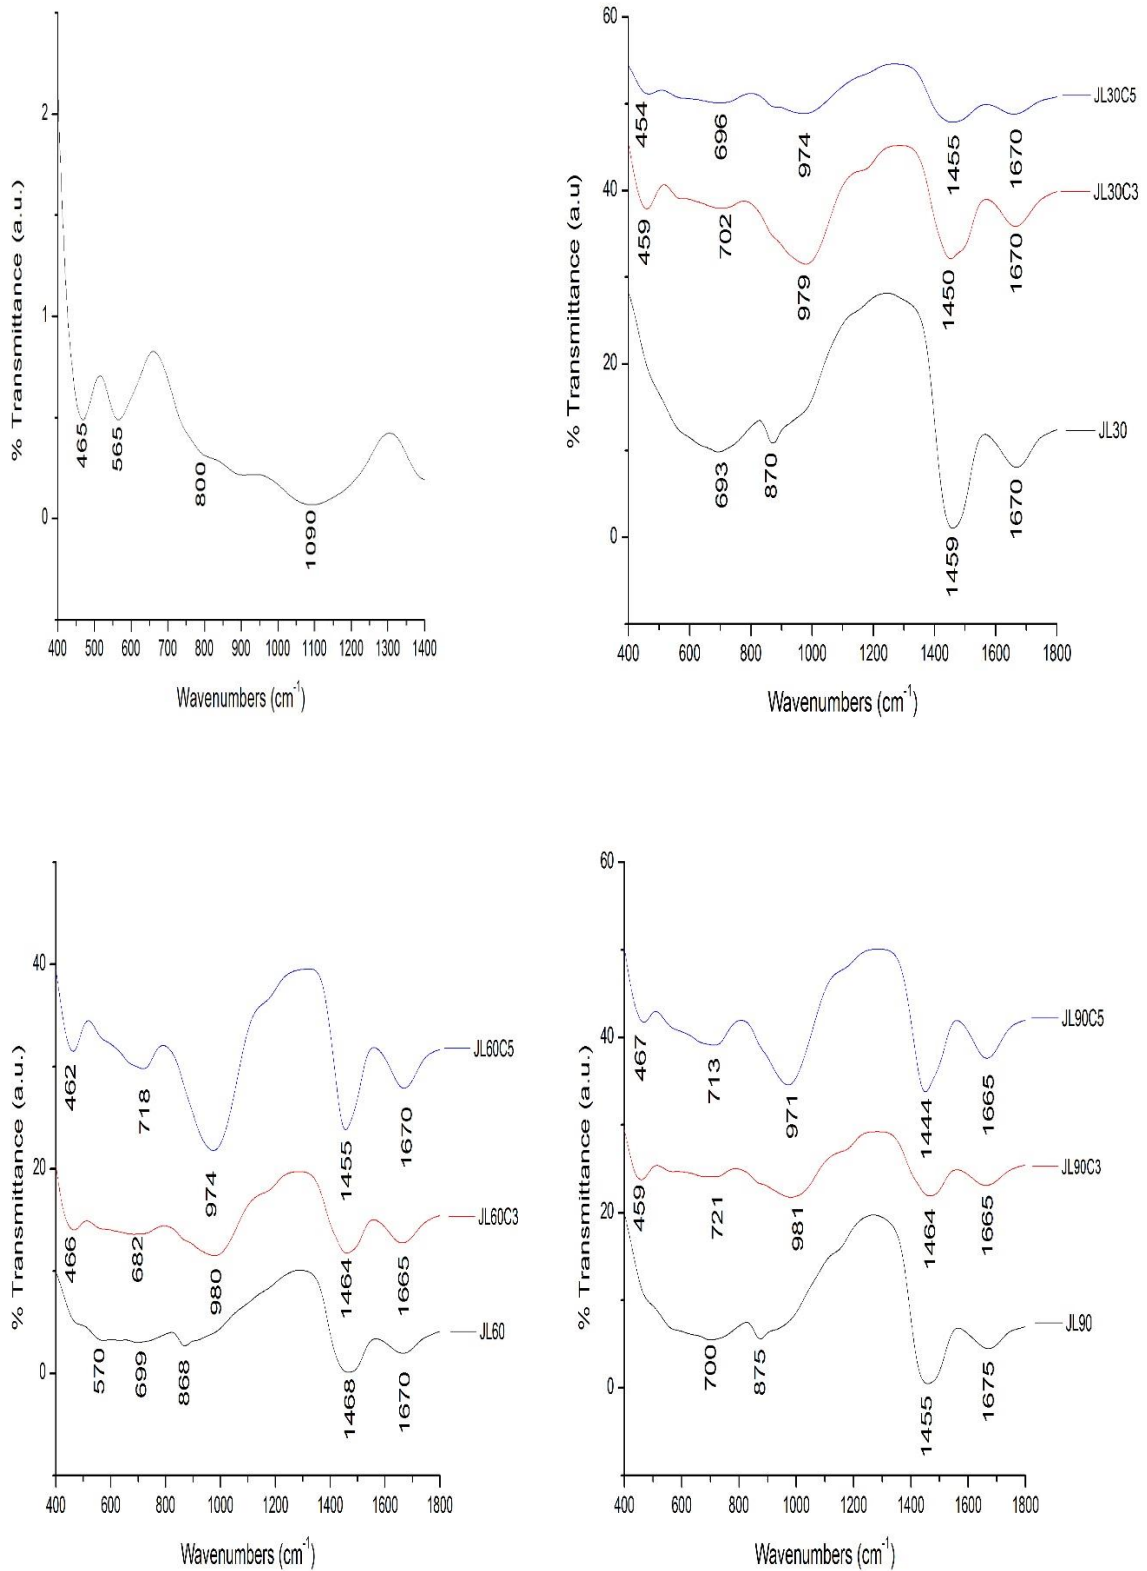 % Transmittance (a.u.)
2
1
0
465
565
800
1090
400 500 600 700 800 900 1000 1100 1200 1300 1400
Wavenumbers (cm⁻¹)
% Transmittance (a.u)
60
40
20
0
JL30C5
454
696
974
1455
1670
JL30C3
459
702
979
1450
1670
JL30
693
870
1459
1670
400 600 800 1000 1200 1400 1600 1800
Wavenumbers (cm⁻¹)
% Transmittance (a.u.)
40
20
0
JL60C5
462
718
974
1455
1670
JL60C3
466
682
980
1464
1665
JL60
570
699
868
1468
1670
400 600 800 1000 1200 1400 1600 1800
Wavenumbers (cm⁻¹)
% Transmittance (a.u.)
60
40
20
0
JL90C5
467
713
971
1444
1665
JL90C3
459
721
981
1464
1665
JL90
700
875
1455
1675
400 600 800 1000 1200 1400 1600 1800
Wavenumbers (cm⁻¹)